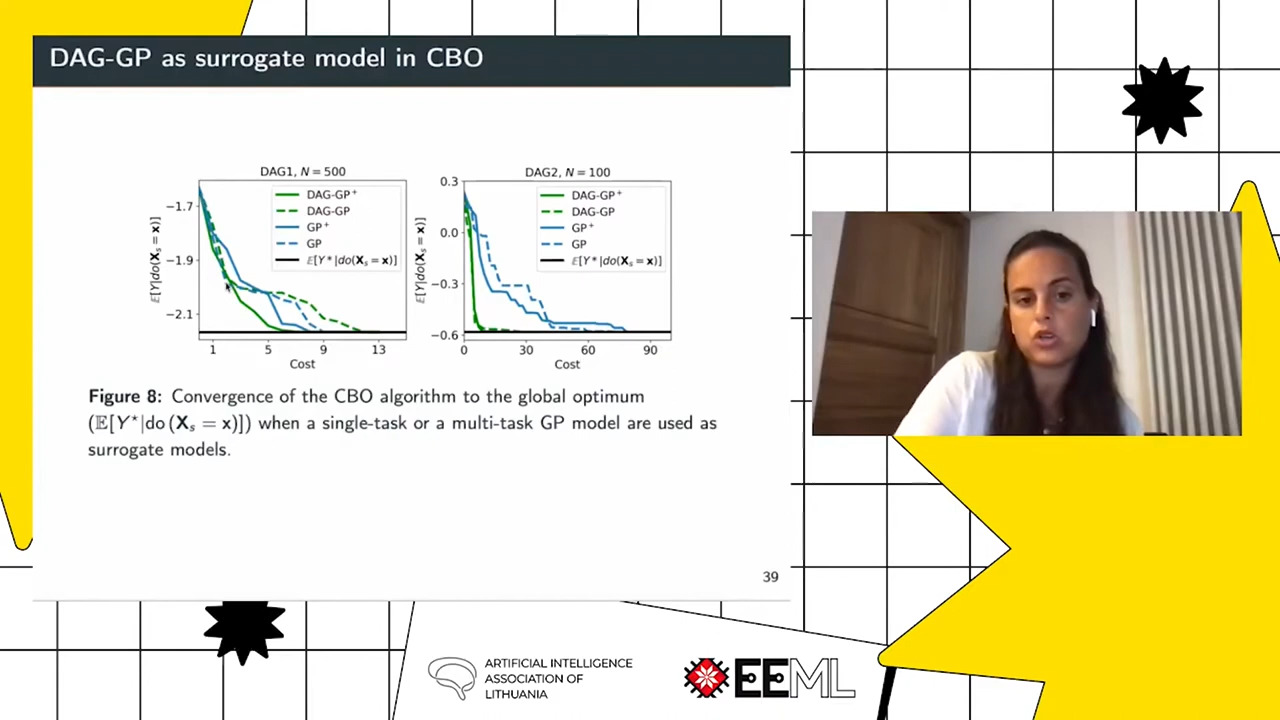 DAG-GP as surrogate model in CBO
DAG1, N = 500
DAG-GP⁺
DAG-GP
GP⁺
GP
𝔼[Y*|do(Xₛ = x)]
−1.7
−1.9
−2.1
𝔼[Y|do(Xₛ = x)]
1
5
9
13
Cost
DAG2, N = 100
DAG-GP⁺
DAG-GP
GP⁺
GP
𝔼[Y*|do(Xₛ = x)]
0.3
0.0
−0.3
−0.6
𝔼[Y|do(Xₛ = x)]
0
30
60
90
Cost
Figure 8: Convergence of the CBO algorithm to the global optimum
(𝔼[Y⋆|do (Xₛ = x)]) when a single-task or a multi-task GP model are used as
surrogate models.
39
ARTIFICIAL INTELLIGENCE
ASSOCIATION OF
LITHUANIA
EEML